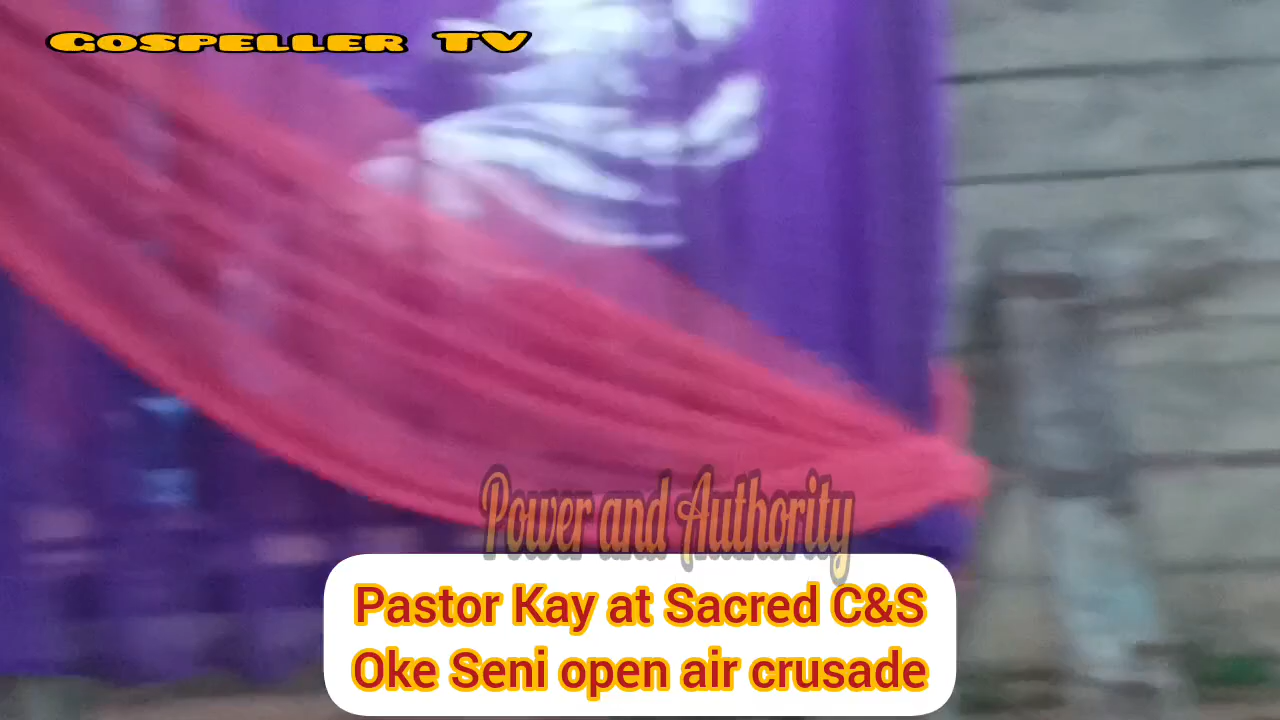 GOSPELLER TV
Power and Authority
Pastor Kay at Sacred C&S
Oke Seni open air crusade